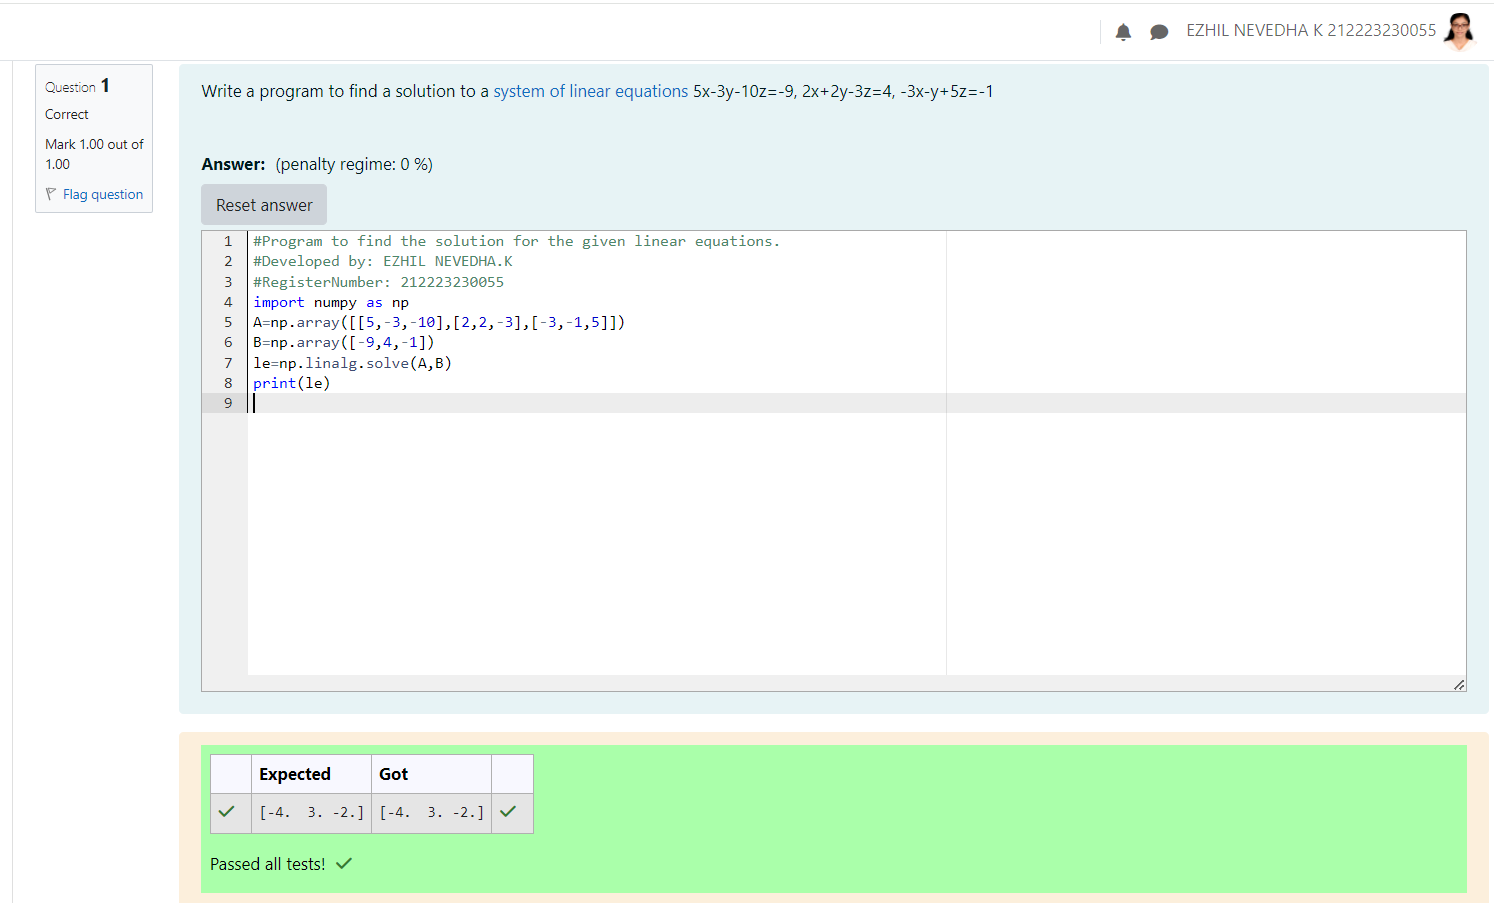 EZHIL NEVEDHA K 212223230055
Question 1
Correct
Mark 1.00 out of
1.00
Flag question
Write a program to find a solution to a system of linear equations 5x-3y-10z=-9, 2x+2y-3z=4, -3x-y+5z=-1
Answer: (penalty regime: 0 %)
Reset answer
1 #Program to find the solution for the given linear equations.
2 #Developed by: EZHIL NEVEDHA.K
3 #RegisterNumber: 212223230055
4 import numpy as np
5 A=np.array([[5,-3,-10],[2,2,-3],[-3,-1,5]])
6 B=np.array([-9,4,-1])
7 le=np.linalg.solve(A,B)
8 print(le)
9
Expected Got
[-4.  3. -2.] [-4.  3. -2.]
Passed all tests!